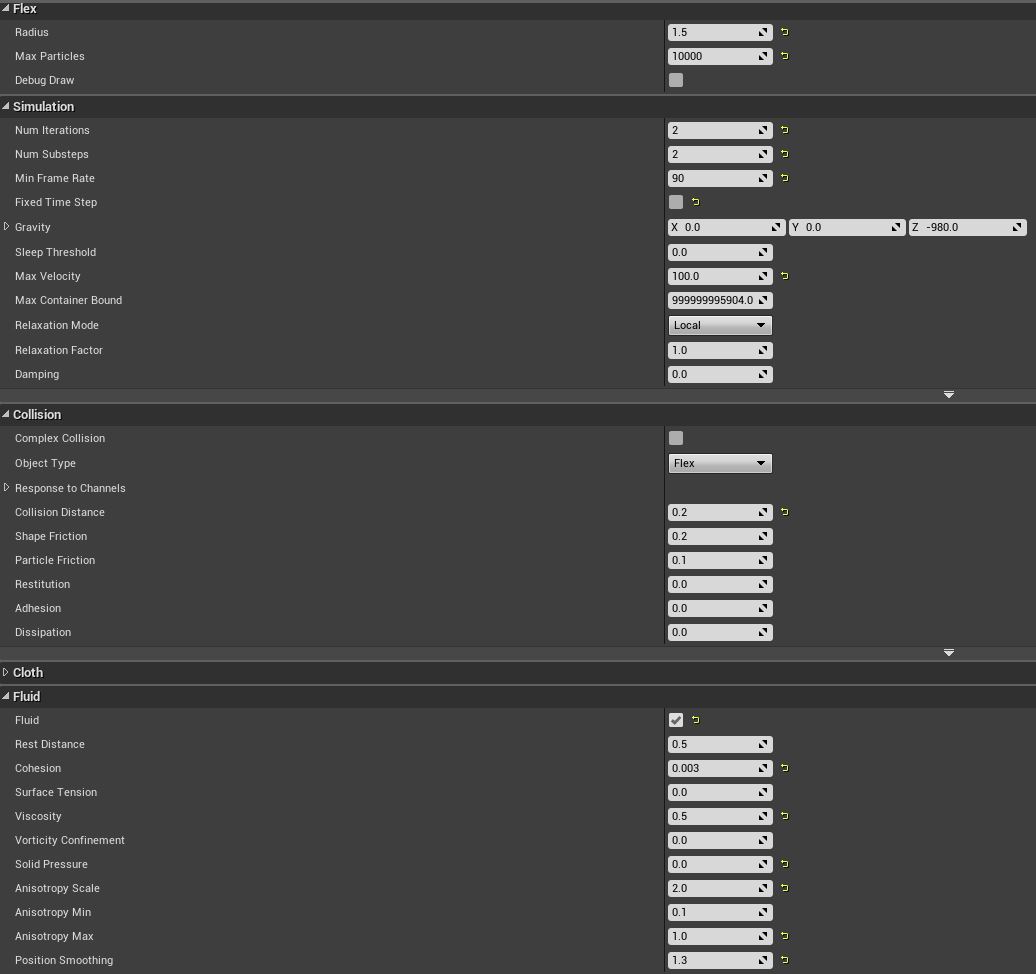 Flex
Radius 1.5
Max Particles 10000
Debug Draw
Simulation
Num Iterations 2
Num Substeps 2
Min Frame Rate 90
Fixed Time Step
Gravity X 0.0 Y 0.0 Z -980.0
Sleep Threshold 0.0
Max Velocity 100.0
Max Container Bound 999999995904.0
Relaxation Mode Local
Relaxation Factor 1.0
Damping 0.0
Collision
Complex Collision
Object Type Flex
Response to Channels
Collision Distance 0.2
Shape Friction 0.2
Particle Friction 0.1
Restitution 0.0
Adhesion 0.0
Dissipation 0.0
Cloth
Fluid
Fluid
Rest Distance 0.5
Cohesion 0.003
Surface Tension 0.0
Viscosity 0.5
Vorticity Confinement 0.0
Solid Pressure 0.0
Anisotropy Scale 2.0
Anisotropy Min 0.1
Anisotropy Max 1.0
Position Smoothing 1.3